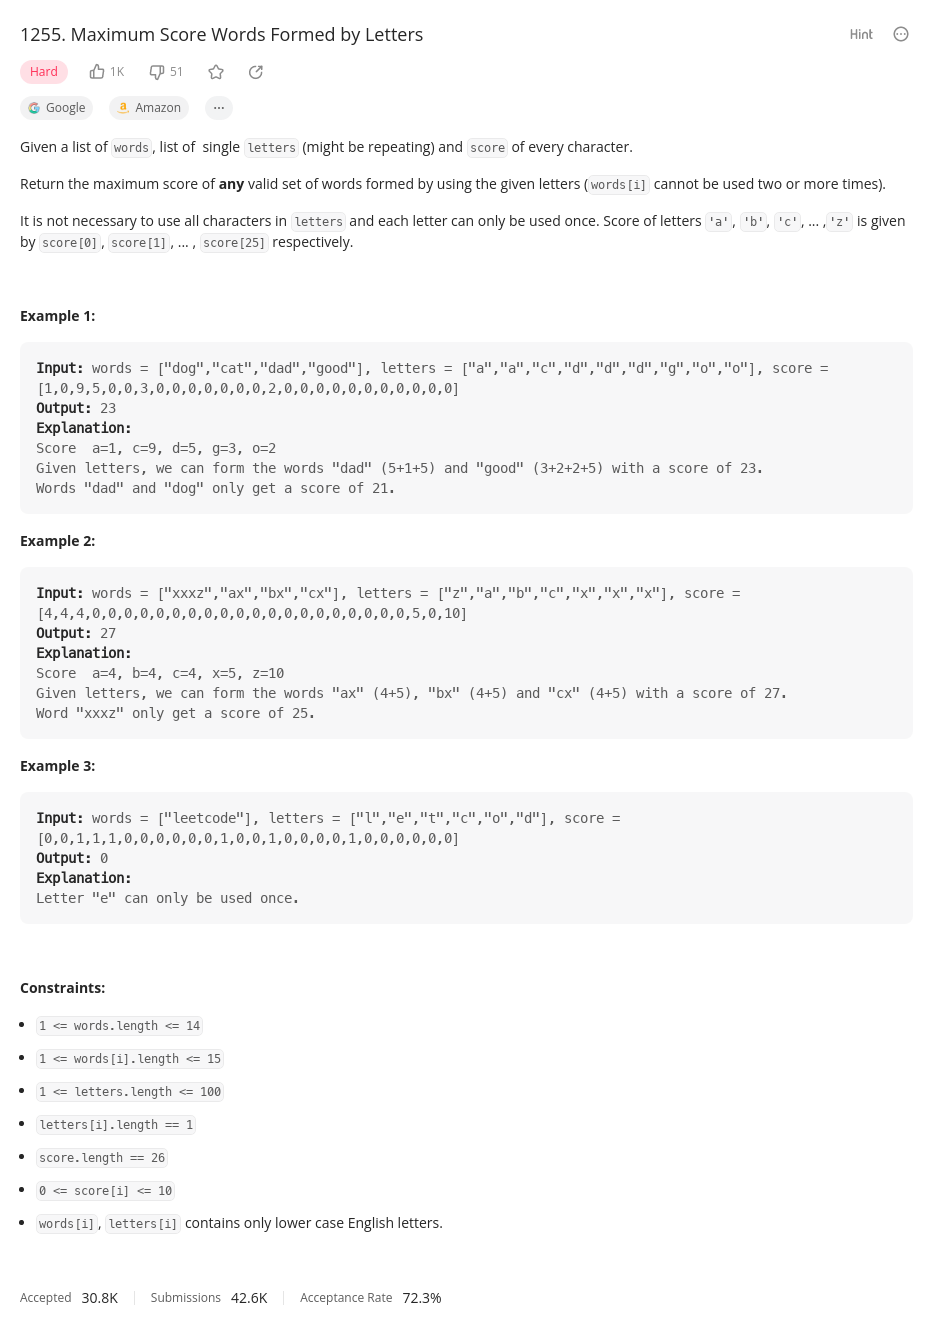 1255. Maximum Score Words Formed by Letters
Hint
Hard
1K
51
Google
Amazon
...
Given a list of words, list of  single letters (might be repeating) and score of every character.
Return the maximum score of any valid set of words formed by using the given letters (words[i] cannot be used two or more times).
It is not necessary to use all characters in letters and each letter can only be used once. Score of letters 'a', 'b', 'c', ... ,'z' is given
by score[0], score[1], ... , score[25] respectively.
Example 1:
Input: words = ["dog","cat","dad","good"], letters = ["a","a","c","d","d","d","g","o","o"], score =
[1,0,9,5,0,0,3,0,0,0,0,0,0,0,2,0,0,0,0,0,0,0,0,0,0,0]
Output: 23
Explanation:
Score  a=1, c=9, d=5, g=3, o=2
Given letters, we can form the words "dad" (5+1+5) and "good" (3+2+2+5) with a score of 23.
Words "dad" and "dog" only get a score of 21.
Example 2:
Input: words = ["xxxz","ax","bx","cx"], letters = ["z","a","b","c","x","x","x"], score =
[4,4,4,0,0,0,0,0,0,0,0,0,0,0,0,0,0,0,0,0,0,0,0,5,0,10]
Output: 27
Explanation:
Score  a=4, b=4, c=4, x=5, z=10
Given letters, we can form the words "ax" (4+5), "bx" (4+5) and "cx" (4+5) with a score of 27.
Word "xxxz" only get a score of 25.
Example 3:
Input: words = ["leetcode"], letters = ["l","e","t","c","o","d"], score =
[0,0,1,1,1,0,0,0,0,0,0,1,0,0,1,0,0,0,0,1,0,0,0,0,0,0]
Output: 0
Explanation:
Letter "e" can only be used once.
Constraints:
1 <= words.length <= 14
1 <= words[i].length <= 15
1 <= letters.length <= 100
letters[i].length == 1
score.length == 26
0 <= score[i] <= 10
words[i], letters[i] contains only lower case English letters.
Accepted 30.8K Submissions 42.6K Acceptance Rate 72.3%